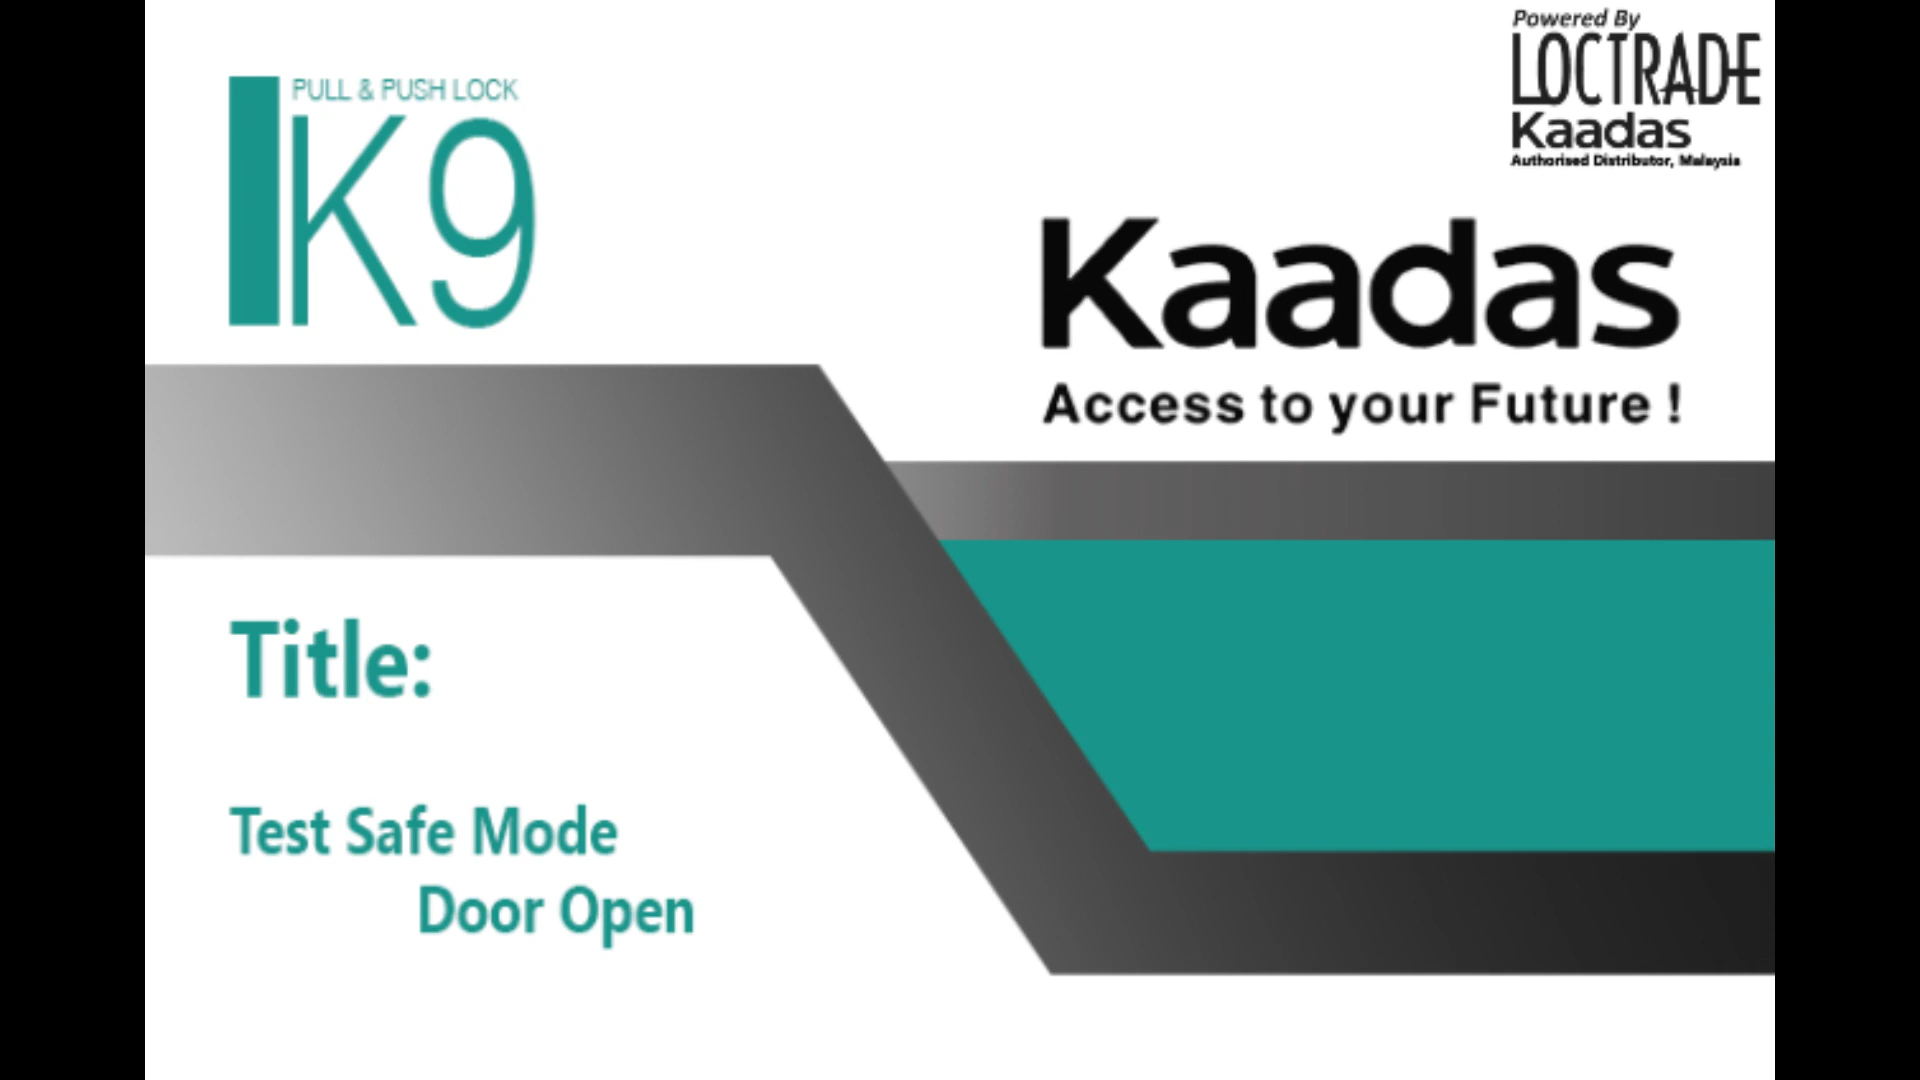 PULL & PUSH LOCK
K9
Powered By
LOCTRADE
Kaadas
Authorised Distributor, Malaysia
Kaadas
Access to your Future !
Title:
Test Safe Mode
Door Open